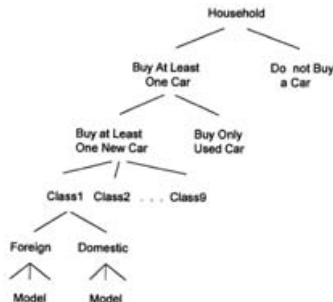 Household
Buy At Least
One Car
Do not Buy
a Car
Buy at Least
One New Car
Buy Only
Used Car
Class1 Class2 . . . Class9
Foreign Domestic
Model Model